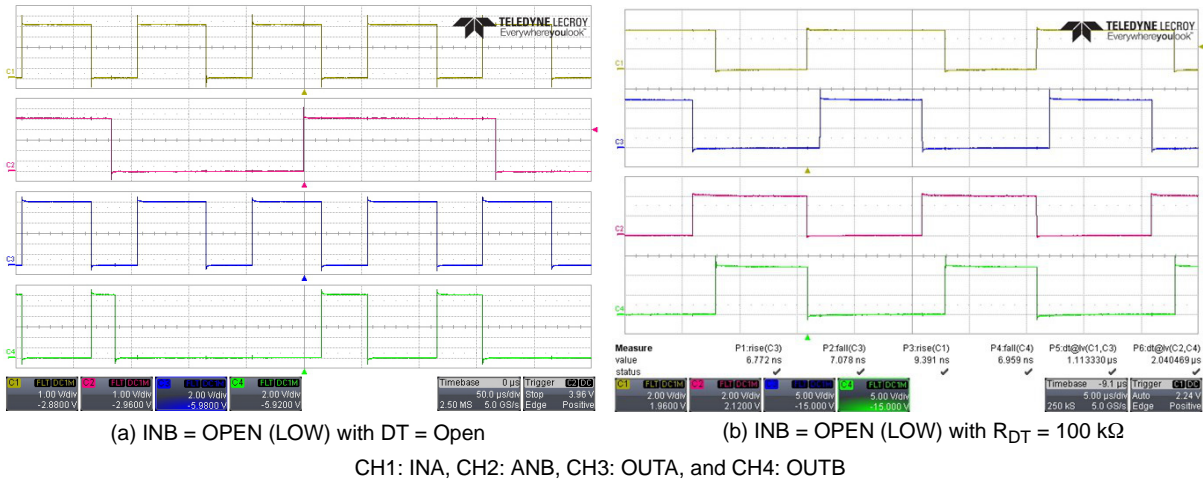 TELEDYNE LECROY
Everywhereyoulook™
C1
C2
C3
C4
C1 FLT DC1M
1.00 V/div
-2.8800 V
C2 FLT DC1M
1.00 V/div
-2.9600 V
2.00 V/div
-5.9800 V
C4 FLT DC1M
2.00 V/div
-5.9200 V
Timebase 0 µs
50.0 µs/div
2.50 MS 5.0 GS/s
Trigger C2 DC
Stop 3.96 V
Edge Positive
(a) INB = OPEN (LOW) with DT = Open
TELEDYNE LECROY
Everywhereyoulook™
C1
C3
C2
C4
Measure P1:rise(C3) P2:fall(C3) P3:rise(C1) P4:fall(C4) P5:dt@lv(C1,C3) P6:dt@lv(C2,C4)
value 6.772 ns 7.078 ns 9.391 ns 6.959 ns 1.113330 µs 2.040469 µs
status
C1 FLT DC1M
2.00 V/div
1.9600 V
C2 FLT DC1M
2.00 V/div
2.1200 V
5.00 V/div
-15.000 V
C4 FLT DC1M
5.00 V/div
-15.000 V
Timebase -9.1 µs
5.00 µs/div
250 kS 5.0 GS/s
Trigger C1 DC
Auto 2.24 V
Edge Positive
(b) INB = OPEN (LOW) with RDT = 100 kΩ
CH1: INA, CH2: ANB, CH3: OUTA, and CH4: OUTB